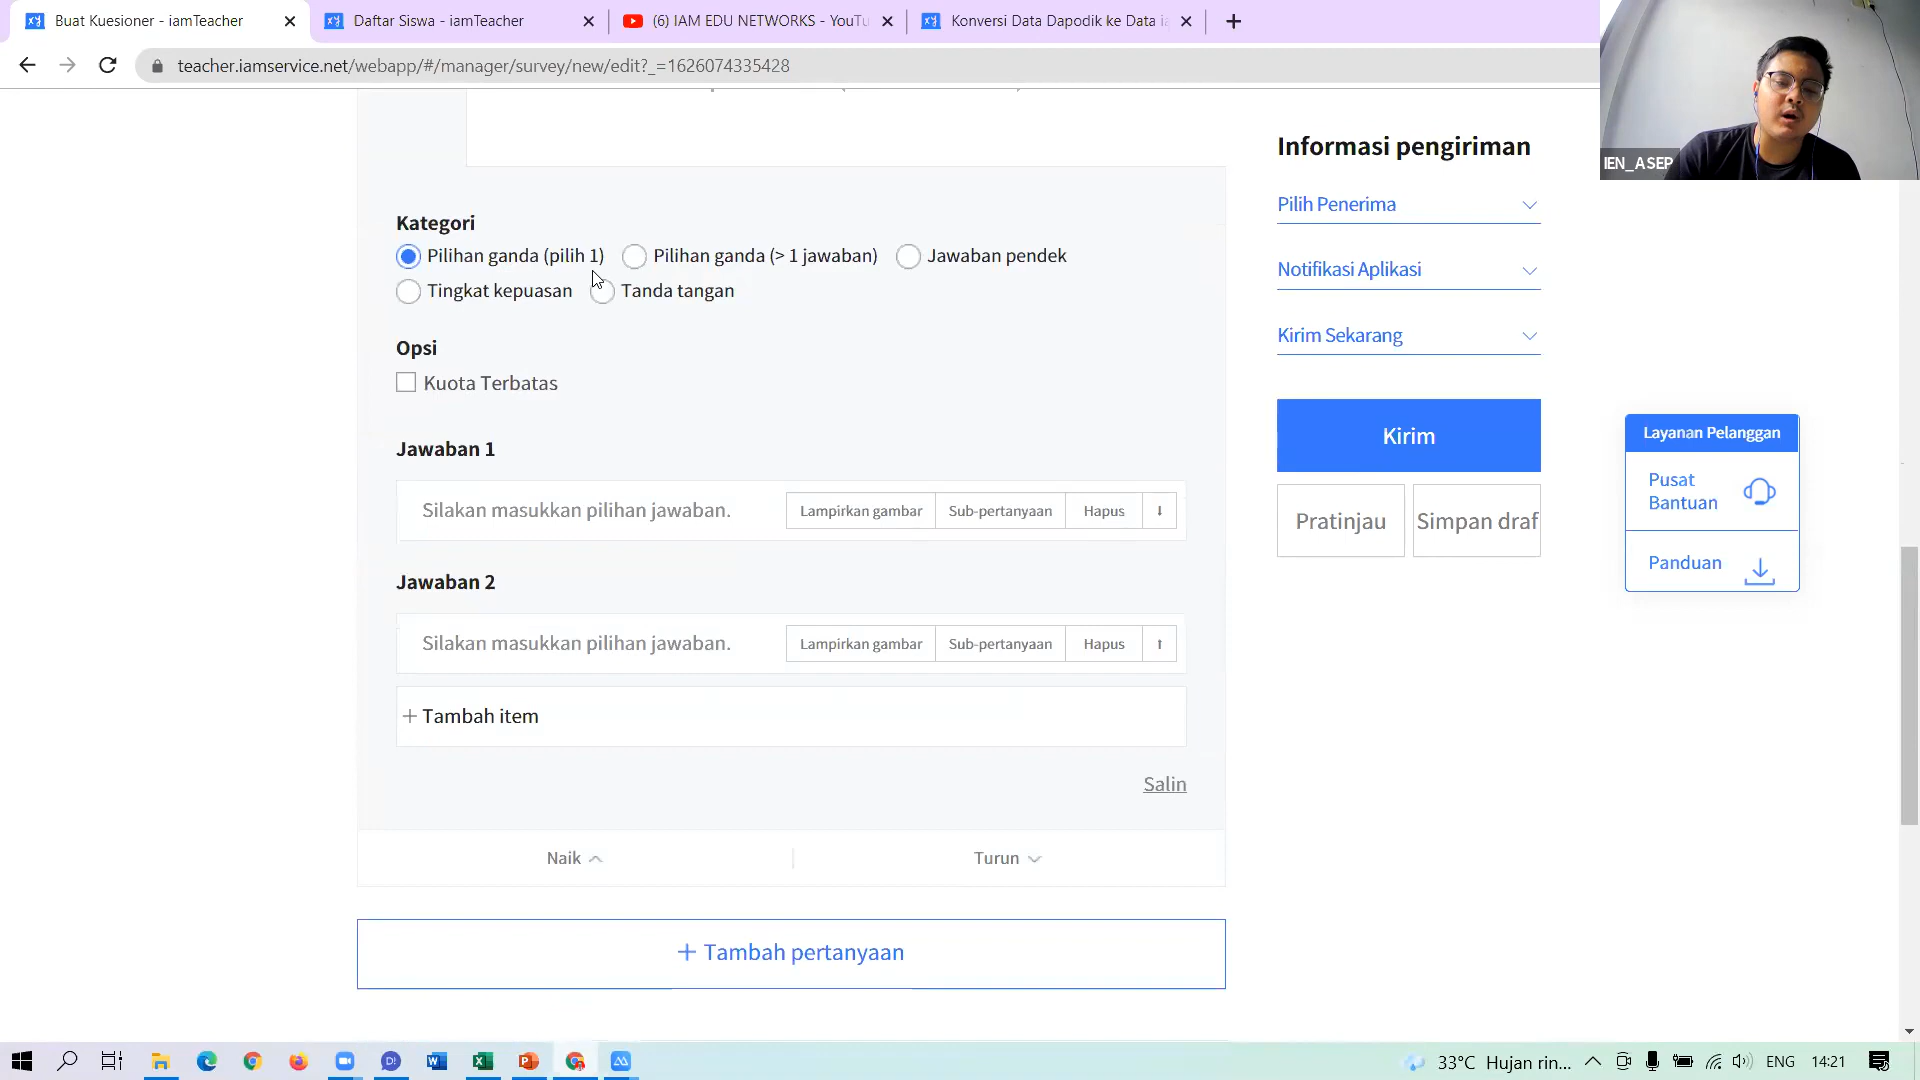 Buat Kuesioner - iamTeacher
Daftar Siswa - iamTeacher
(6) IAM EDU NETWORKS - YouTu
Konversi Data Dapodik ke Data ia
teacher.iamservice.net/webapp/#/manager/survey/new/edit?_=1626074335428
IEN_ASEP
Informasi pengiriman
Pilih Penerima
Notifikasi Aplikasi
Kirim Sekarang
Kirim
Pratinjau
Simpan draf
Layanan Pelanggan
Pusat
Bantuan
Panduan
Kategori
Pilihan ganda (pilih 1)
Pilihan ganda (> 1 jawaban)
Jawaban pendek
Tingkat kepuasan
Tanda tangan
Opsi
Kuota Terbatas
Jawaban 1
Silakan masukkan pilihan jawaban.
Lampirkan gambar
Sub-pertanyaan
Hapus
Jawaban 2
Silakan masukkan pilihan jawaban.
Lampirkan gambar
Sub-pertanyaan
Hapus
+ Tambah item
Salin
Naik
Turun
+ Tambah pertanyaan
33°C Hujan rin...
ENG
14:21